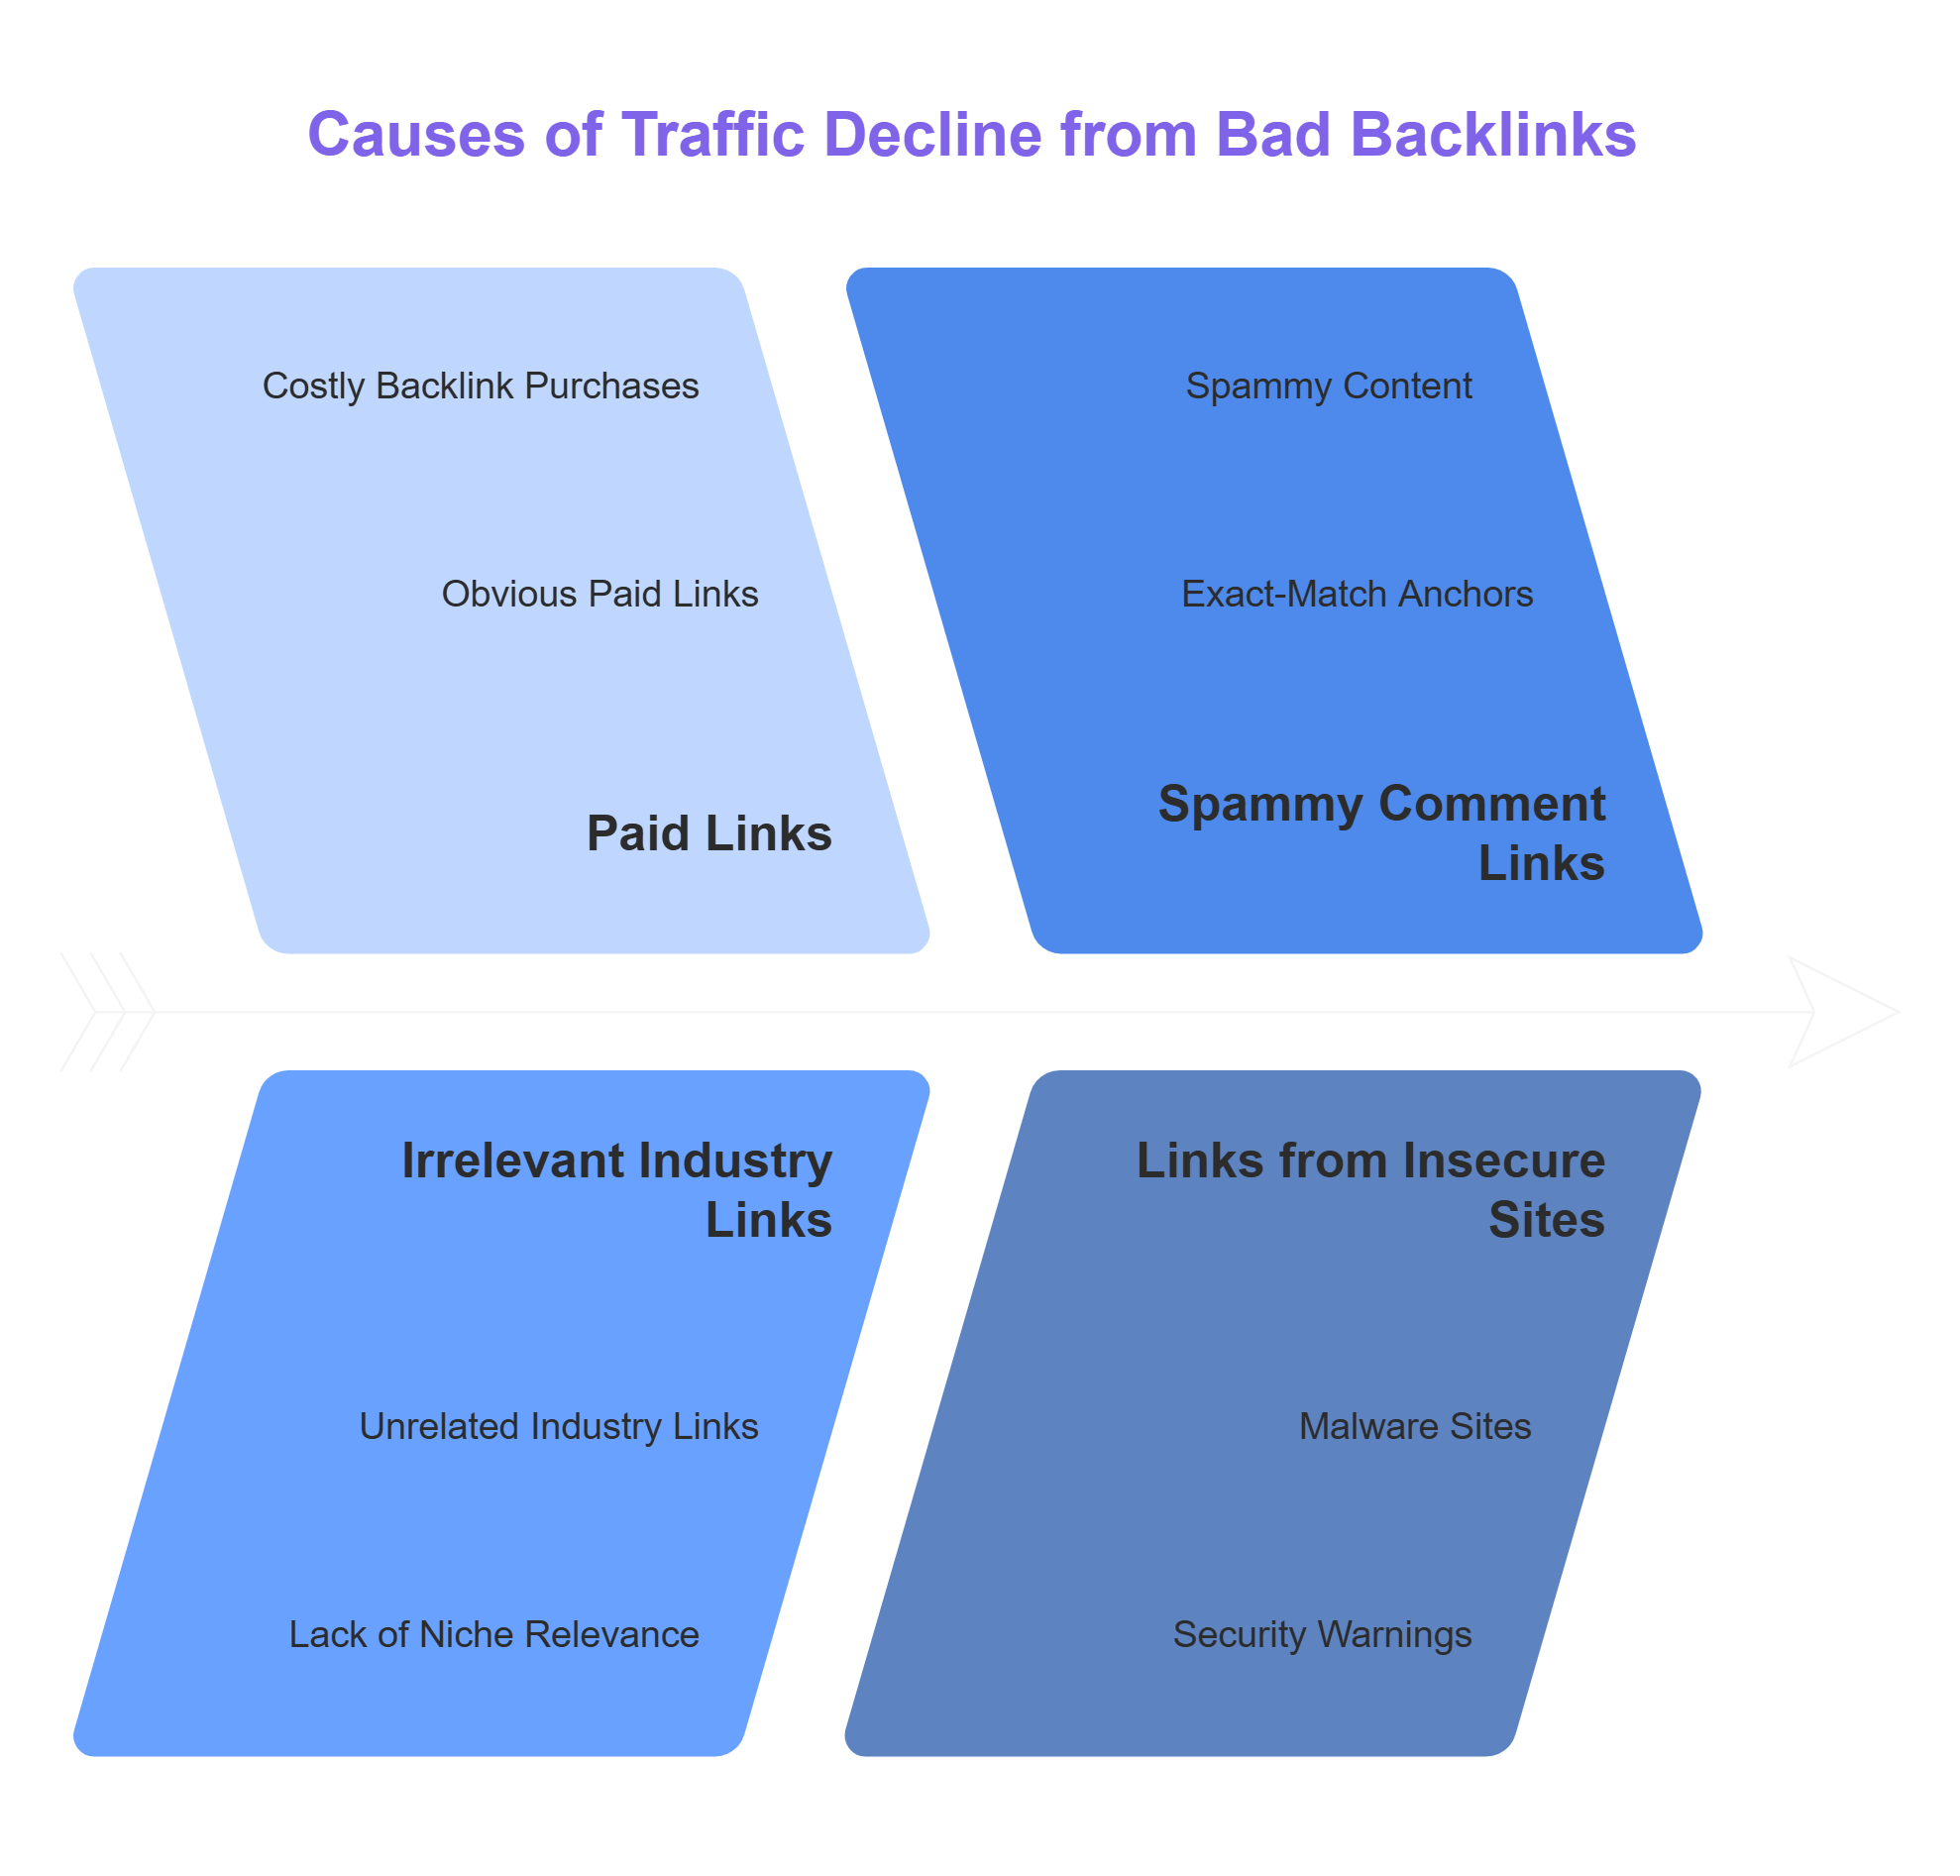 Causes of Traffic Decline from Bad Backlinks
Costly Backlink Purchases
Obvious Paid Links
Paid Links
Spammy Content
Exact-Match Anchors
Spammy Comment
Links
Irrelevant Industry
Links
Unrelated Industry Links
Lack of Niche Relevance
Links from Insecure
Sites
Malware Sites
Security Warnings